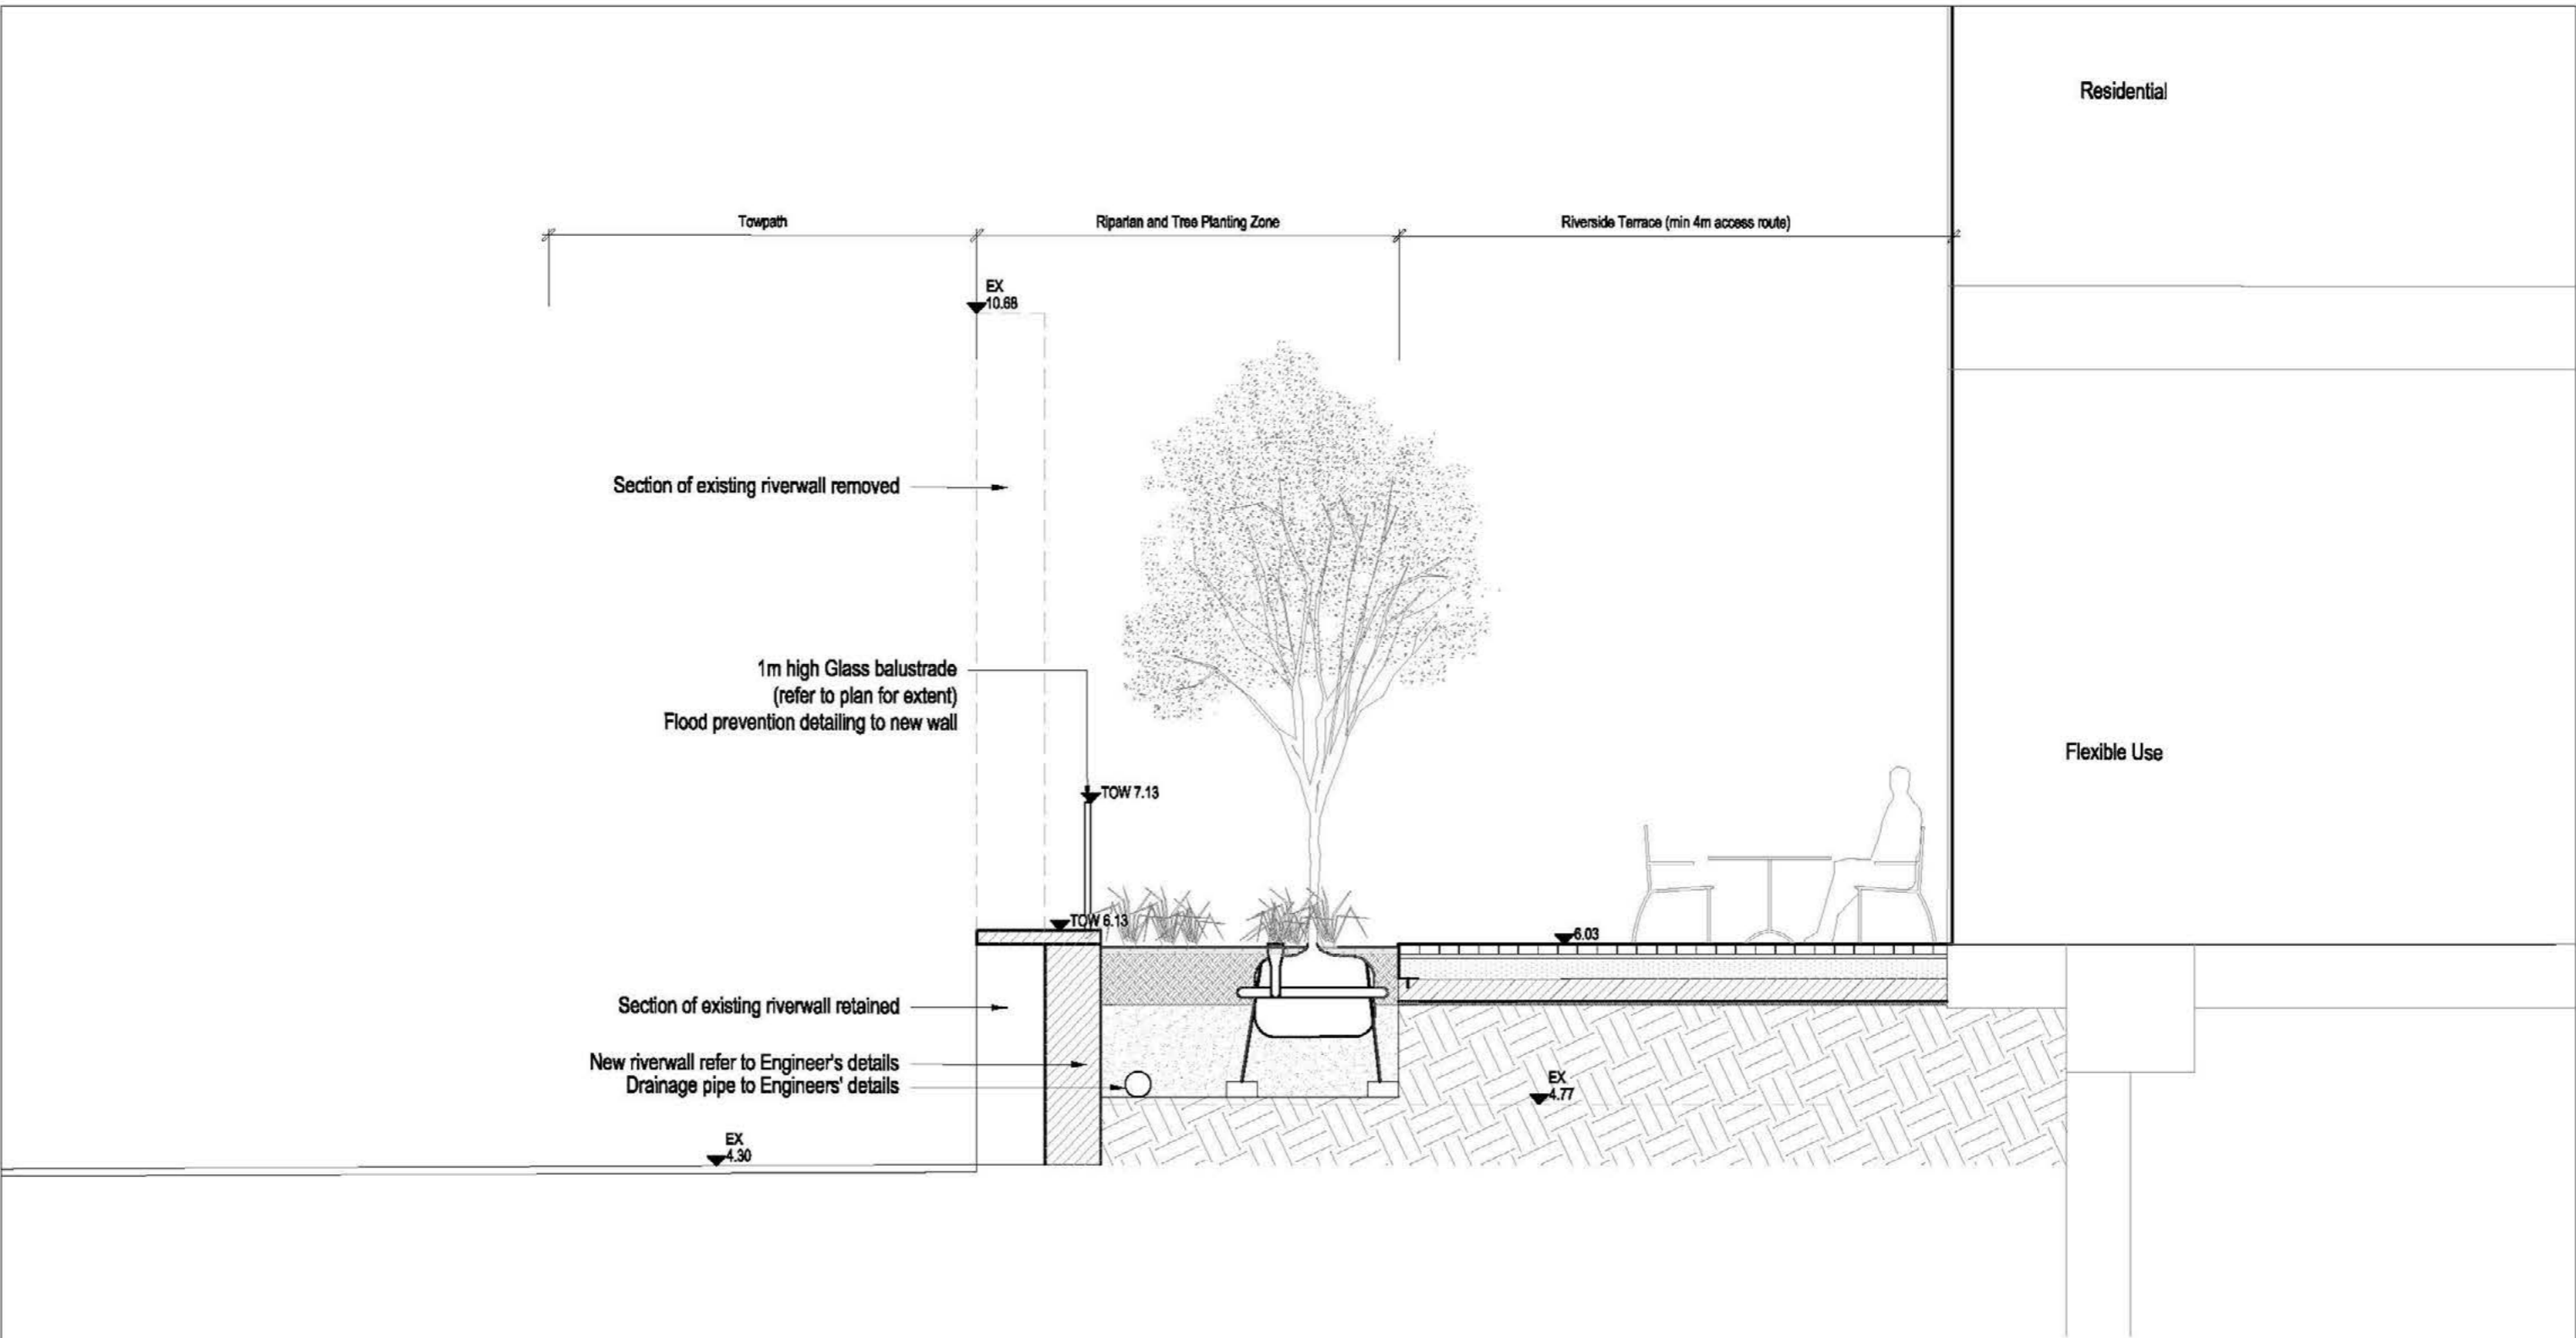 Residential
Towpath
Riparian and Tree Planting Zone
Riverside Terrace (min 4m access route)
EX
10.68
Section of existing riverwall removed
1m high Glass balustrade
(refer to plan for extent)
Flood prevention detailing to new wall
Flexible Use
TOW 7.13
TOW 6.13
6.03
Section of existing riverwall retained
New riverwall refer to Engineer's details
Drainage pipe to Engineers' details
EX
4.77
EX
4.30